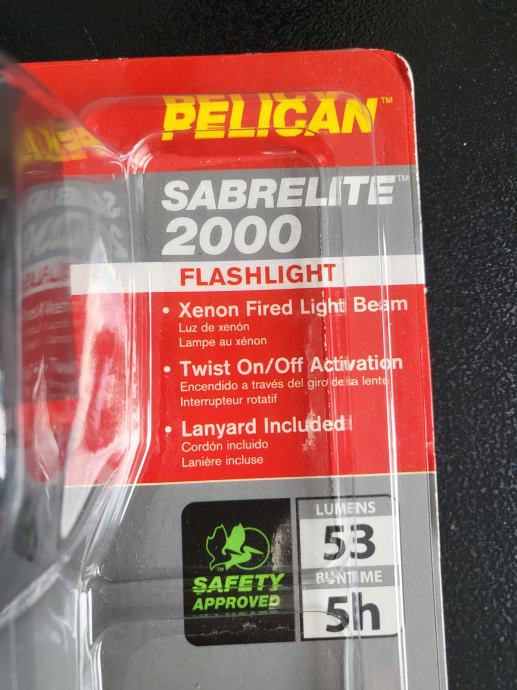 PELICAN™
SABRELITE™
2000
FLASHLIGHT
• Xenon Fired Light Beam
Luz de xenón
Lampe au xénon
• Twist On/Off Activation
Encendido a través del giro de la lente
Interrupteur rotatif
• Lanyard Included
Cordón incluido
Lanière incluse
LUMENS
53
RUNTIME
5h
™
SAFETY
APPROVED